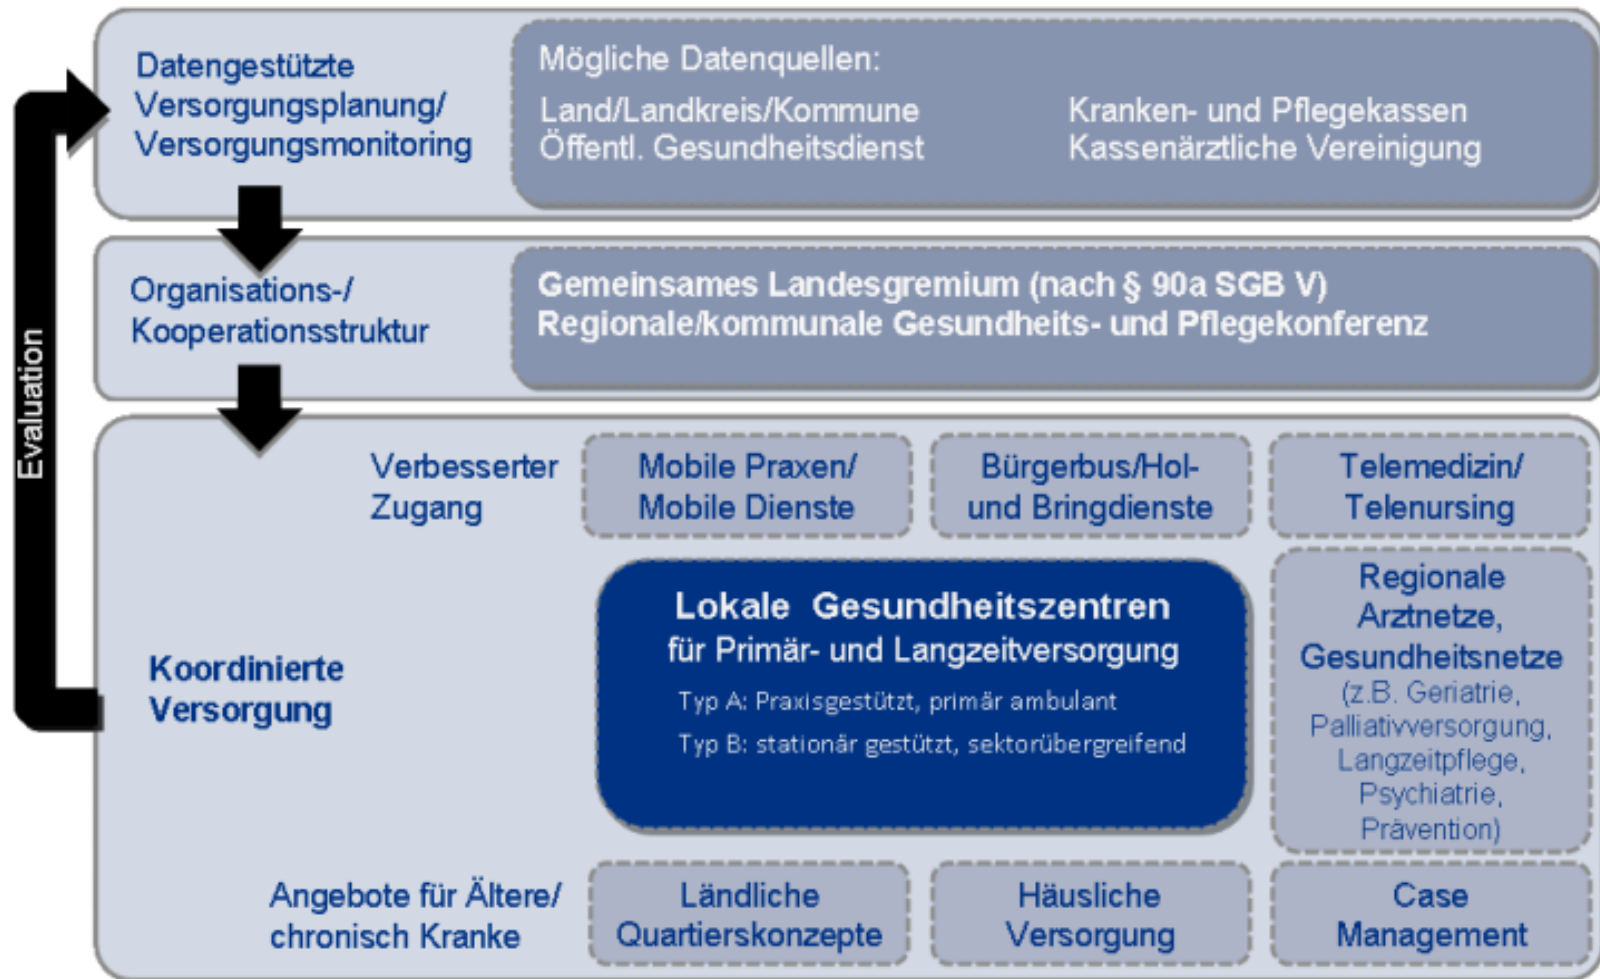 Datengestützte
Versorgungsplanung/
Versorgungsmonitoring
Mögliche Datenquellen:
Land/Landkreis/Kommune
Öffentl. Gesundheitsdienst
Kranken- und Pflegekassen
Kassenärztliche Vereinigung
Organisations-/
Kooperationsstruktur
Gemeinsames Landesgremium (nach § 90a SGB V)
Regionale/kommunale Gesundheits- und Pflegekonferenz
Evaluation
Koordinierte
Versorgung
Verbesserter
Zugang
Mobile Praxen/
Mobile Dienste
Bürgerbus/Hol-
und Bringdienste
Telemedizin/
Telenursing
Lokale Gesundheitszentren
für Primär- und Langzeitversorgung
Typ A: Praxisgestützt, primär ambulant
Typ B: stationär gestützt, sektorübergreifend
Regionale
Arztnetze,
Gesundheitsnetze
(z.B. Geriatrie,
Palliativversorgung,
Langzeitpflege,
Psychiatrie,
Prävention)
Angebote für Ältere/
chronisch Kranke
Ländliche
Quartierskonzepte
Häusliche
Versorgung
Case
Management